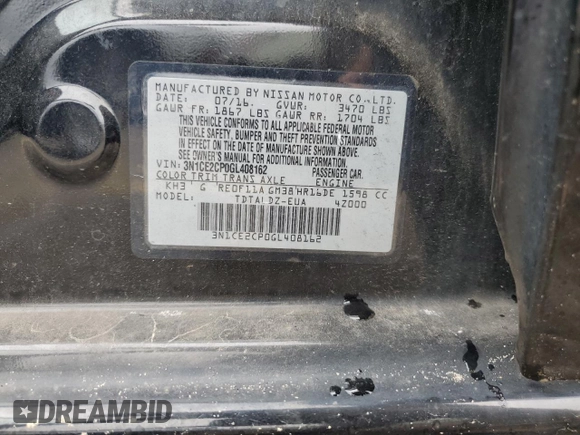 MANUFACTURED BY NISSAN MOTOR CO.,LTD.
DATE: 07/16. GVWR: 3470 LBS
GAWR FR: 1867 LBS GAWR RR: 1704 LBS
THIS VEHICLE CONFORMS TO ALL APPLICABLE FEDERAL MOTOR
VEHICLE SAFETY, BUMPER AND THEFT PREVENTION
STANDARDS IN EFFECT ON THE DATE OF
MANUFACTURE SHOWN ABOVE.
SEE OWNER'S MANUAL FOR ADDITIONAL INFORMATION.
VIN: 3N1CE2CP0GL408162 PASSENGER CAR.
COLOR TRIM TRANS AXLE ENGINE
KH3 G RE0F11A GM38 HR16DE 1598 CC
MODEL: TDTALDZ-EUA 4Z000
3N1CE2CP0GL408162
DREAMBID